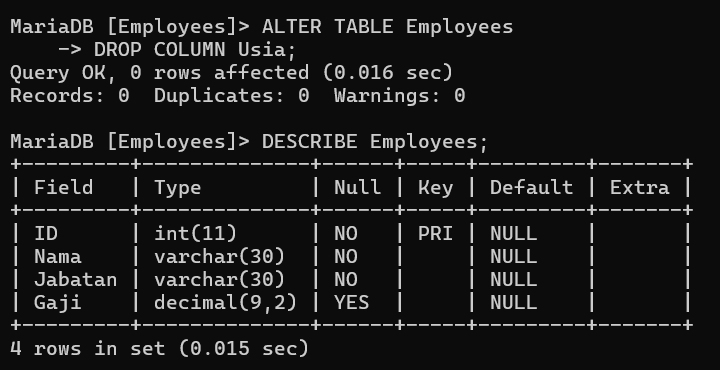 MariaDB [Employees]> ALTER TABLE Employees
    -> DROP COLUMN Usia;
Query OK, 0 rows affected (0.016 sec)
Records: 0  Duplicates: 0  Warnings: 0

MariaDB [Employees]> DESCRIBE Employees;
+---------+--------------+------+-----+---------+-------+
| Field   | Type         | Null | Key | Default | Extra |
+---------+--------------+------+-----+---------+-------+
| ID      | int(11)      | NO   | PRI | NULL    |       |
| Nama    | varchar(30)  | NO   |     | NULL    |       |
| Jabatan | varchar(30)  | NO   |     | NULL    |       |
| Gaji    | decimal(9,2) | YES  |     | NULL    |       |
+---------+--------------+------+-----+---------+-------+
4 rows in set (0.015 sec)